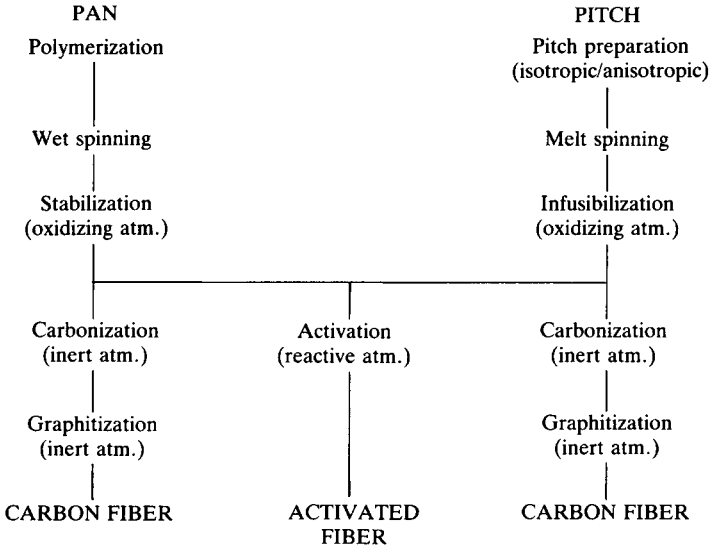 PAN
PITCH
Polymerization
Pitch preparation
(isotropic/anisotropic)
Wet spinning
Melt spinning
Stabilization
(oxidizing atm.)
Infusibilization
(oxidizing atm.)
Carbonization
(inert atm.)
Activation
(reactive atm.)
Carbonization
(inert atm.)
Graphitization
(inert atm.)
Graphitization
(inert atm.)
CARBON FIBER
ACTIVATED
FIBER
CARBON FIBER